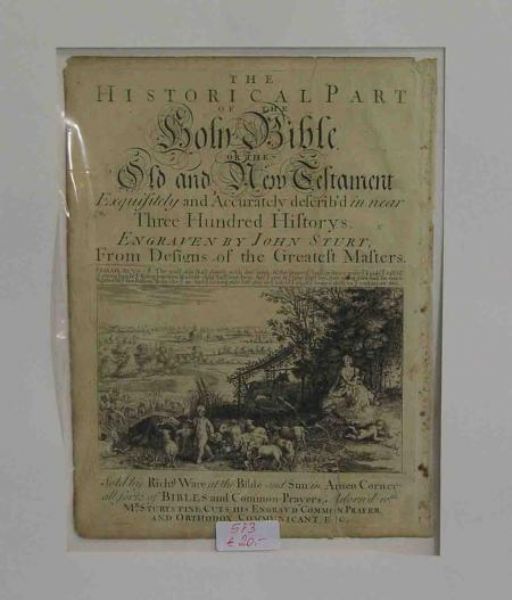 THE
HISTORICAL PART
OF THE
Holy Bible
OR THE
Old and New Testament
Exquisitely and Accurately describ'd in near
Three Hundred Historys.
ENGRAVEN BY JOHN STURT,
From Designs of the Greatest Masters.
Sold by Richd Ware at the Bible and Sun in Amen Corner
all sorts of BIBLES and Common Prayers, Adorn'd wth
Mr STURTS FINE CUTS, HIS ENGRAV'D COMMON PRAYER
AND ORTHODOX COMMUNICANT, E C.
573
£ 20.-